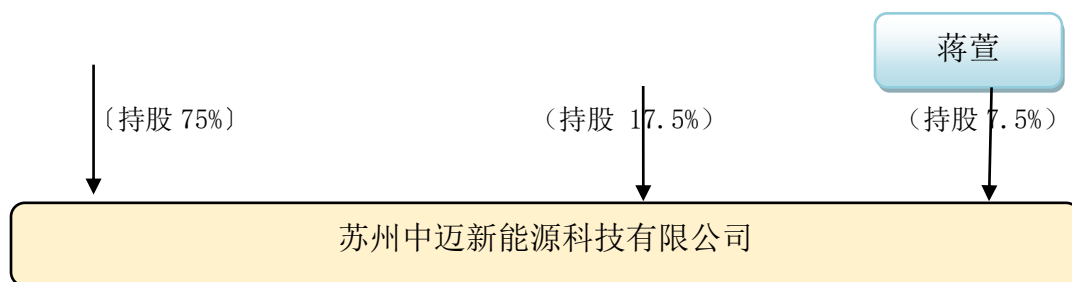 蒋萱
〔持股 75%〕
（持股 17.5%）
（持股 7.5%）
苏州中迈新能源科技有限公司